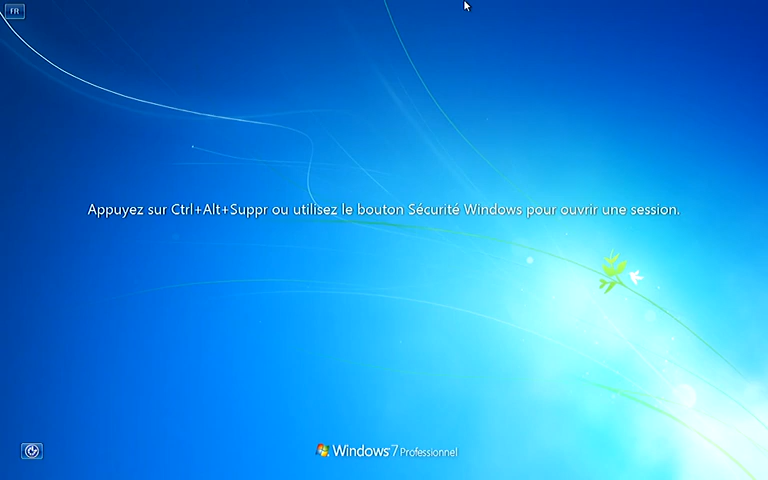 FR
Appuyez sur Ctrl+Alt+Suppr ou utilisez le bouton Sécurité Windows pour ouvrir une session.
Windows 7 Professionnel